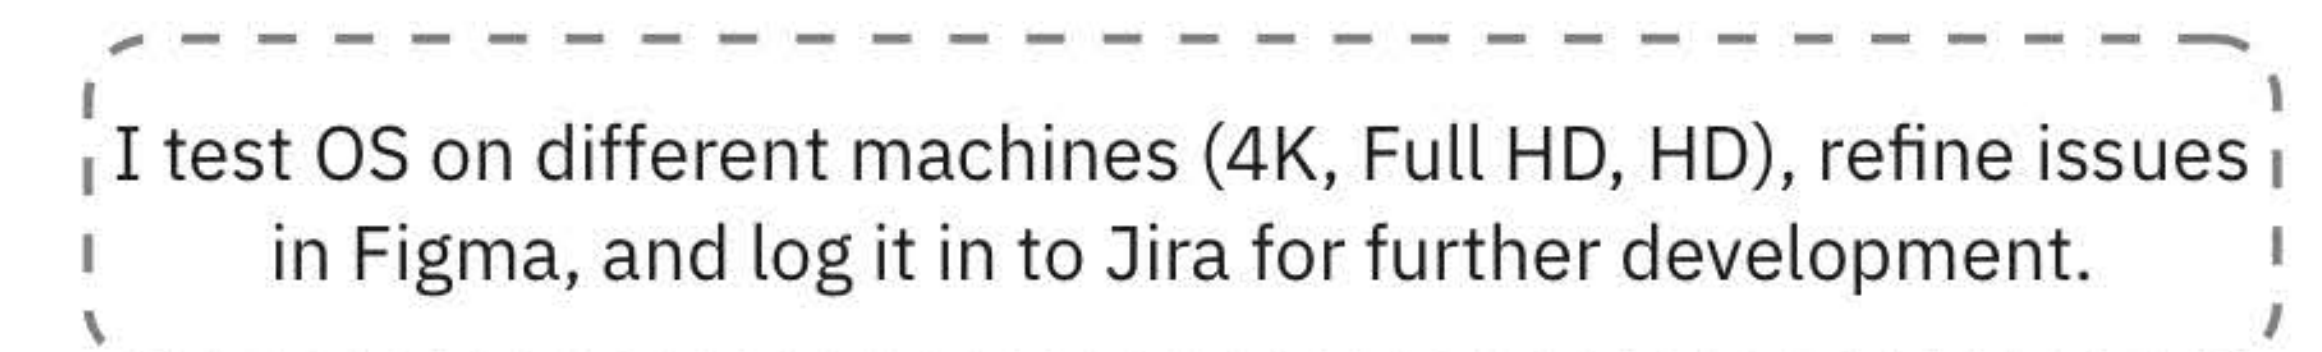 I test OS on different machines (4K, Full HD, HD), refine issues
in Figma, and log it in to Jira for further development.